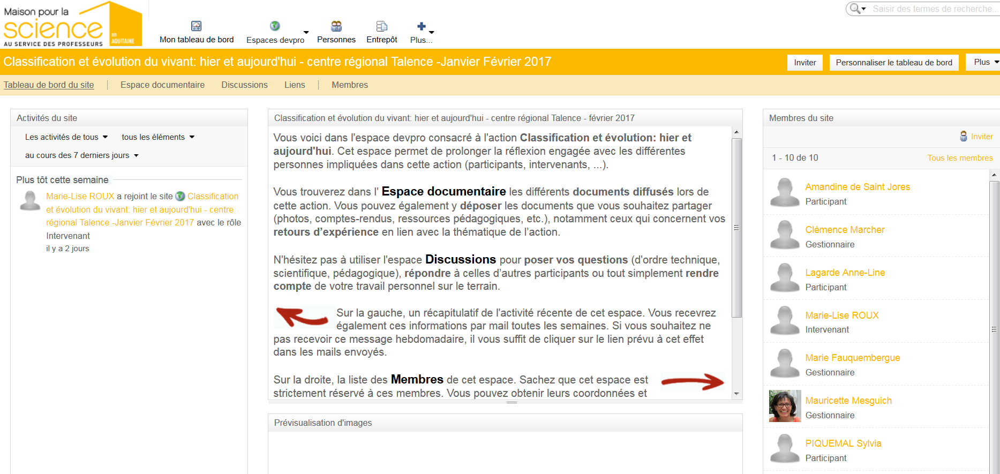 Maison pour la
science
AU SERVICE DES PROFESSEURS
en
AQUITAINE
Saisir des termes de recherche...
Mon tableau de bord
Espaces devpro
Personnes
Entrepôt
Plus...
Classification et évolution du vivant: hier et aujourd'hui - centre régional Talence -Janvier Février 2017
Inviter
Personnaliser le tableau de bord
Plus
Tableau de bord du site
Espace documentaire
Discussions
Liens
Membres
Activités du site
Les activités de tous
tous les éléments
au cours des 7 derniers jours
Plus tôt cette semaine
Marie-Lise ROUX a rejoint le site Classification
et évolution du vivant: hier et aujourd'hui - centre
régional Talence -Janvier Février 2017 avec le rôle
Intervenant
il y a 2 jours
Classification et évolution du vivant: hier et aujourd'hui - centre régional Talence - février 2017
Vous voici dans l'espace devpro consacré à l'action Classification et évolution: hier et
aujourd'hui. Cet espace permet de prolonger la réflexion engagée avec les différentes
personnes impliquées dans cette action (participants, intervenants, ...).
Vous trouverez dans l' Espace documentaire les différents documents diffusés lors de
cette action. Vous pouvez également y déposer les documents que vous souhaitez partager
(photos, comptes-rendus, ressources pédagogiques, etc.), notamment ceux qui concernent vos
retours d’expérience en lien avec la thématique de l’action.
N'hésitez pas à utiliser l'espace Discussions pour poser vos questions (d'ordre technique,
scientifique, pédagogique), répondre à celles d’autres participants ou tout simplement rendre
compte de votre travail personnel sur le terrain.
Sur la gauche, un récapitulatif de l'activité récente de cet espace. Vous recevrez
également ces informations par mail toutes les semaines. Si vous souhaitez ne
pas recevoir ce message hebdomadaire, il vous suffit de cliquer sur le lien prévu à cet effet
dans les mails envoyés.
Sur la droite, la liste des Membres de cet espace. Sachez que cet espace est
strictement réservé à ces membres. Vous pouvez obtenir leurs coordonnées et
Prévisualisation d'images
Membres du site
Inviter
1 - 10 de 10
Tous les membres
Amandine de Saint Jores
Participant
Clémence Marcher
Gestionnaire
Lagarde Anne-Line
Participant
Marie-Lise ROUX
Intervenant
Marie Fauquembergue
Gestionnaire
Mauricette Mesguich
Gestionnaire
PIQUEMAL Sylvia
Participant